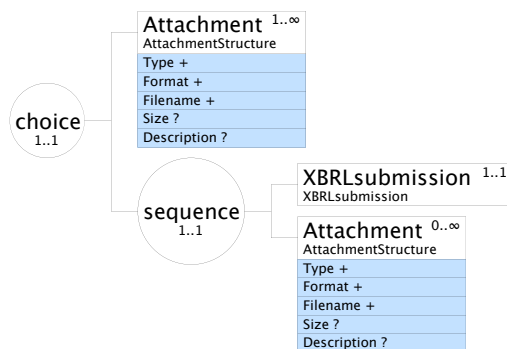 Attachment 1..∞
AttachmentStructure
Type +
Format +
Filename +
Size ?
Description ?
choice
1..1
sequence
1..1
XBRLsubmission 1..1
XBRLsubmission
Attachment 0..∞
AttachmentStructure
Type +
Format +
Filename +
Size ?
Description ?